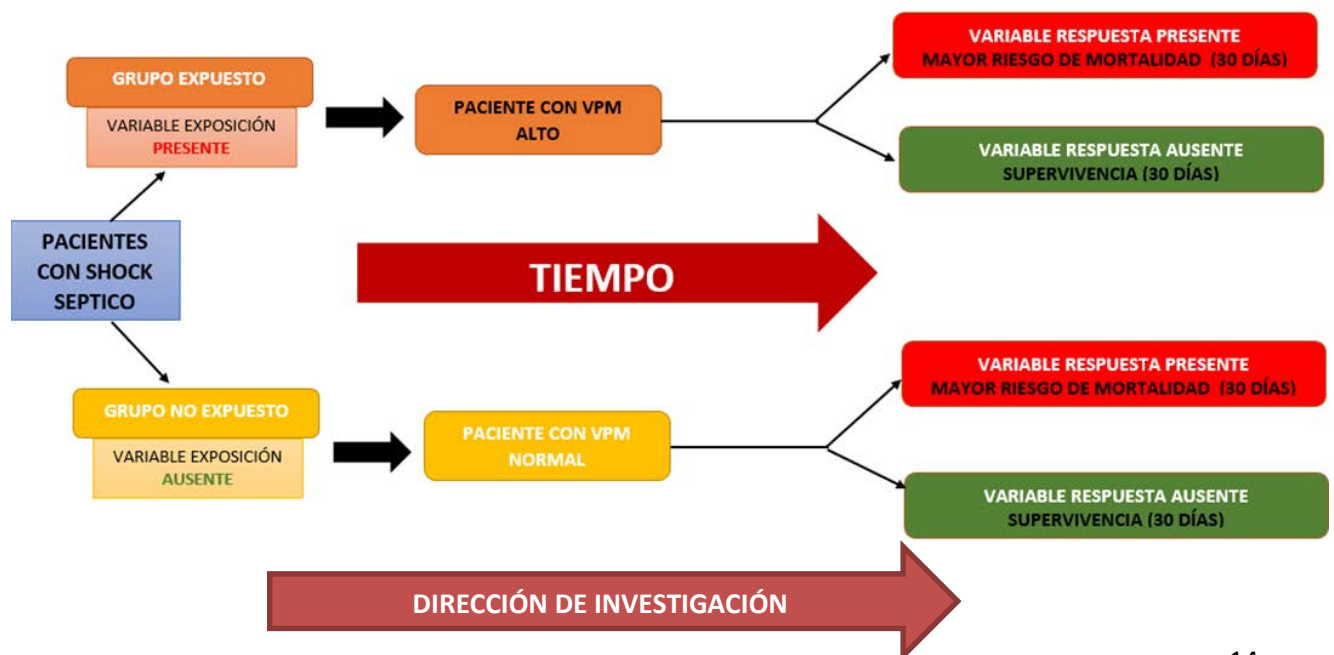 GRUPO EXPUESTO
VARIABLE EXPOSICIÓN
PRESENTE
PACIENTE CON VPM
ALTO
VARIABLE RESPUESTA PRESENTE
MAYOR RIESGO DE MORTALIDAD (30 DÍAS)
VARIABLE RESPUESTA AUSENTE
SUPERVIVENCIA (30 DÍAS)
PACIENTES
CON SHOCK
SEPTICO
TIEMPO
GRUPO NO EXPUESTO
VARIABLE EXPOSICIÓN
AUSENTE
PACIENTE CON VPM
NORMAL
VARIABLE RESPUESTA PRESENTE
MAYOR RIESGO DE MORTALIDAD (30 DÍAS)
VARIABLE RESPUESTA AUSENTE
SUPERVIVENCIA (30 DÍAS)
DIRECCIÓN DE INVESTIGACIÓN